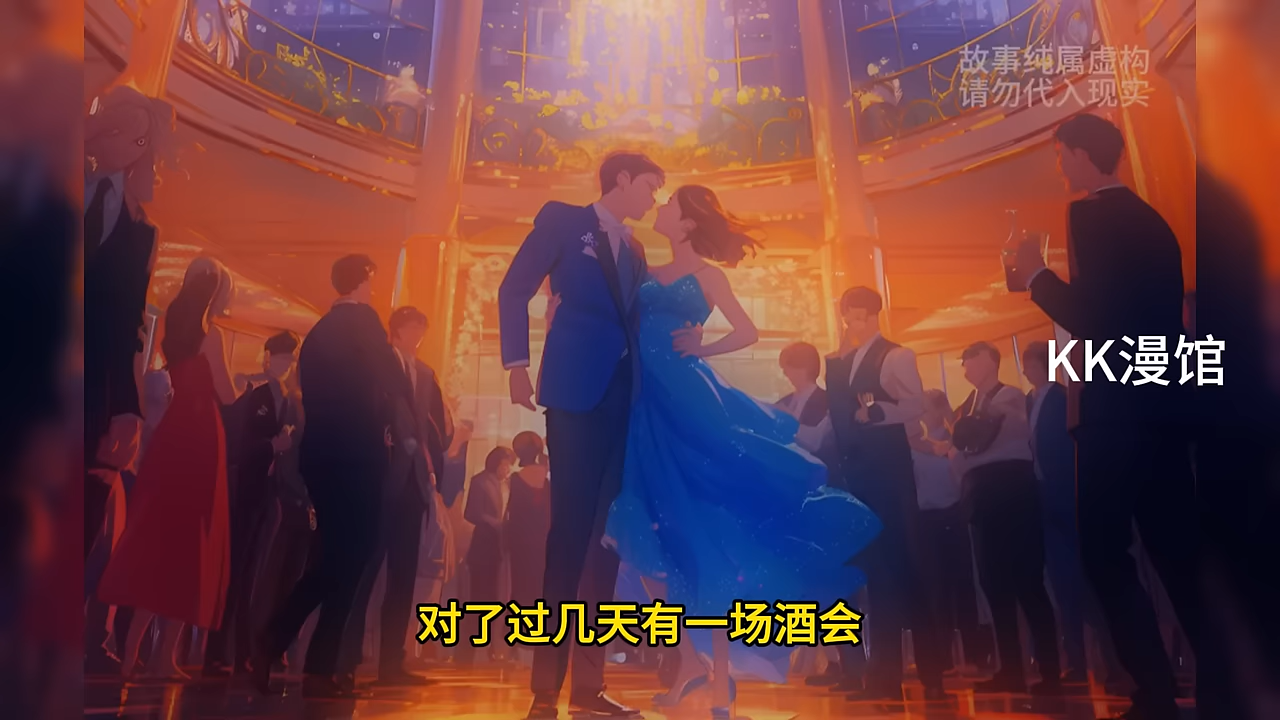 故事纯属虚构
请勿代入现实
KK漫馆
对了过几天有一场酒会